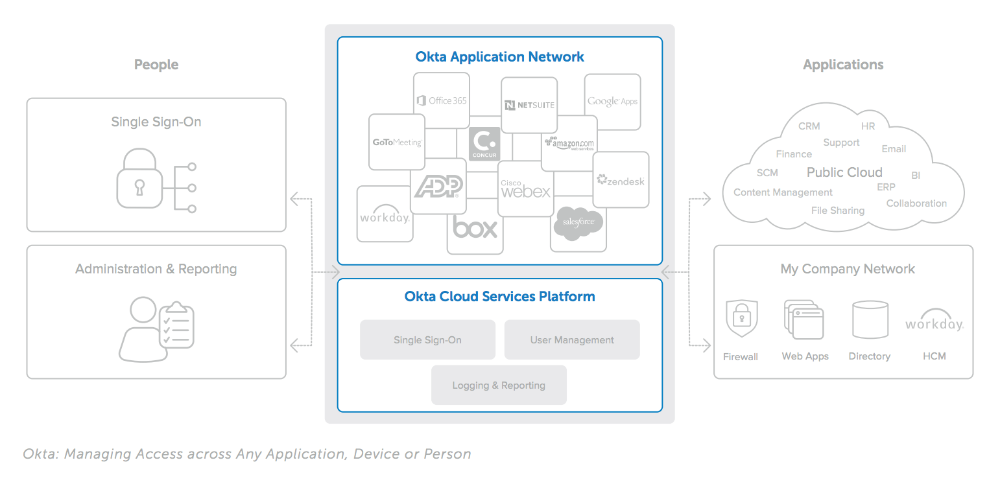 People
Single Sign-On
Administration & Reporting
Okta Application Network
Office 365
NETSUITE
Google Apps
GoToMeeting
C.
CONCUR
amazon.com
web services
ADP
Cisco
webex
zendesk
workday.
box
salesforce
Okta Cloud Services Platform
Single Sign-On
User Management
Logging & Reporting
Applications
CRM
HR
Support
Finance
Email
SCM
Public Cloud
BI
Content Management
ERP
File Sharing
Collaboration
My Company Network
workday.
Firewall
Web Apps
Directory
HCM
Okta: Managing Access across Any Application, Device or Person